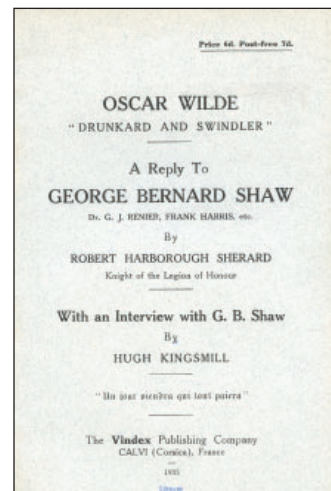 Price 6d. Post-free 7d.
OSCAR WILDE
"DRUNKARD AND SWINDLER"
A Reply To
GEORGE BERNARD SHAW
Dr. G. J. RENIER, FRANK HARRIS, etc.
By
ROBERT HARBOROUGH SHERARD
Knight of the Legion of Honour
With an Interview with G. B. Shaw
By
HUGH KINGSMILL
"Un jour viendra qui tout paiera"
The Vindex Publishing Company
CALVI (Corsica), France